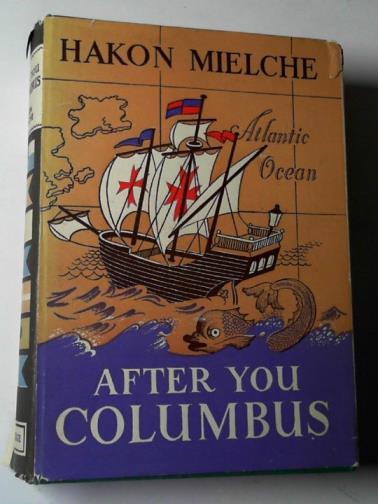 HAKON MIELCHE
Atlantic
Ocean
AFTER YOU
COLUMBUS